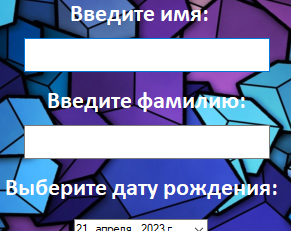 Введите имя:
Введите фамилию:
Выберите дату рождения:
21 апреля 2023 г.